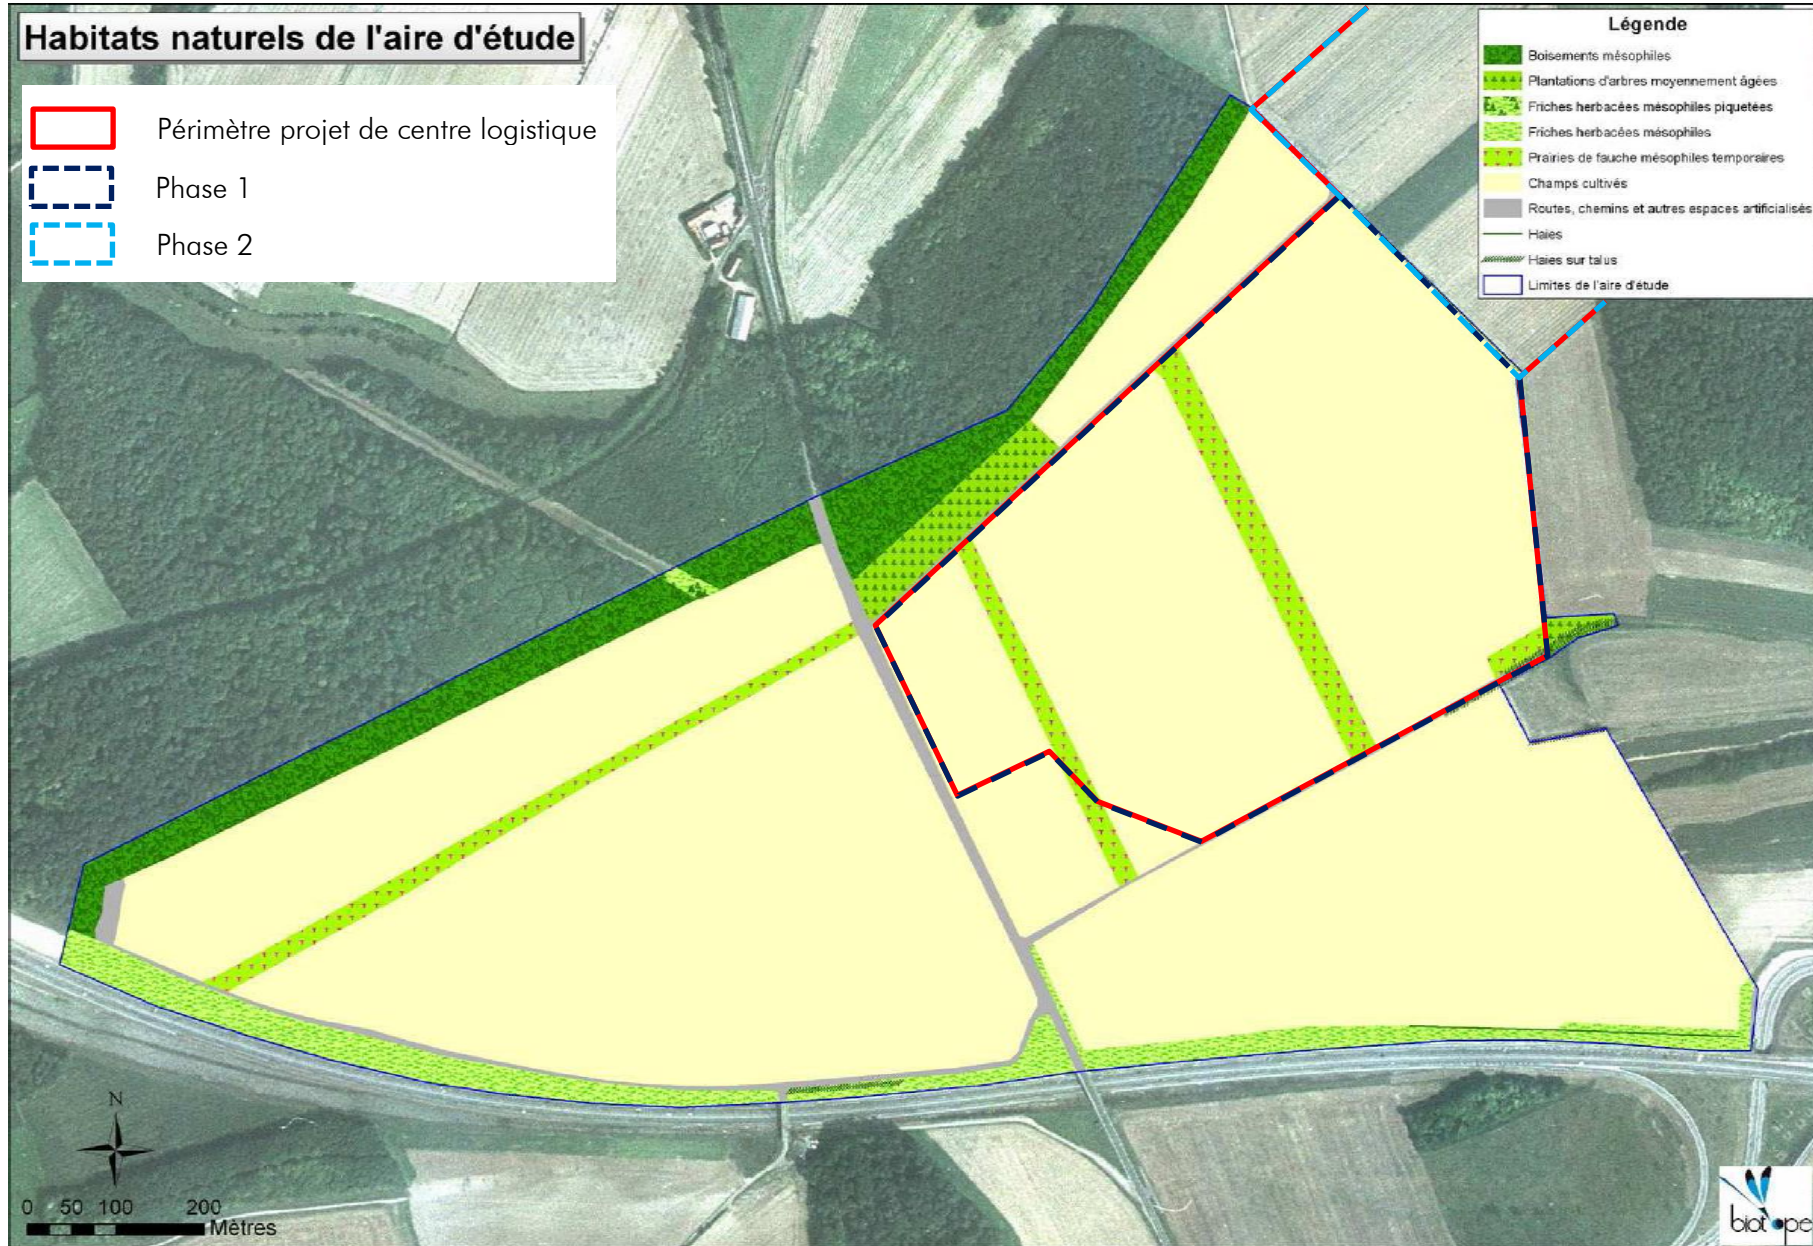 Habitats naturels de l'aire d'étude
Périmètre projet de centre logistique
Phase 1
Phase 2
Légende
Boisements mésophiles
Plantations d'arbres moyennement âgées
Friches herbacées mésophiles piquetées
Friches herbacées mésophiles
Prairies de fauche mésophiles temporaires
Champs cultivés
Routes, chemins et autres espaces artificialisés
Haies
Haies sur talus
Limites de l'aire d'étude
N
0 50 100 200
Mètres
biotope